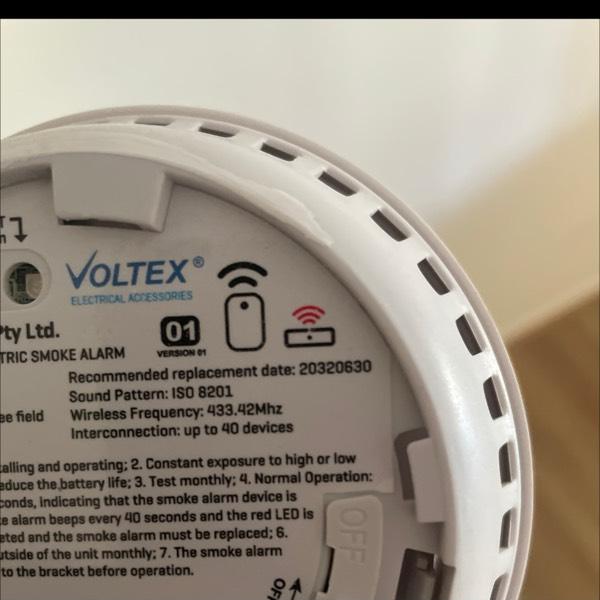 VOLTEX®
ELECTRICAL ACCESSORIES
Pty Ltd.
01
VERSION 01
TRIC SMOKE ALARM
Recommended replacement date: 20320630
Sound Pattern: ISO 8201
ee field
Wireless Frequency: 433.42Mhz
Interconnection: up to 40 devices
alling and operating; 2. Constant exposure to high or low
educe the battery life; 3. Test monthly; 4. Normal Operation:
conds, indicating that the smoke alarm device is
e alarm beeps every 40 seconds and the red LED is
eted and the smoke alarm must be replaced; 6.
utside of the unit monthly; 7. The smoke alarm
to the bracket before operation.
OFF
OFF